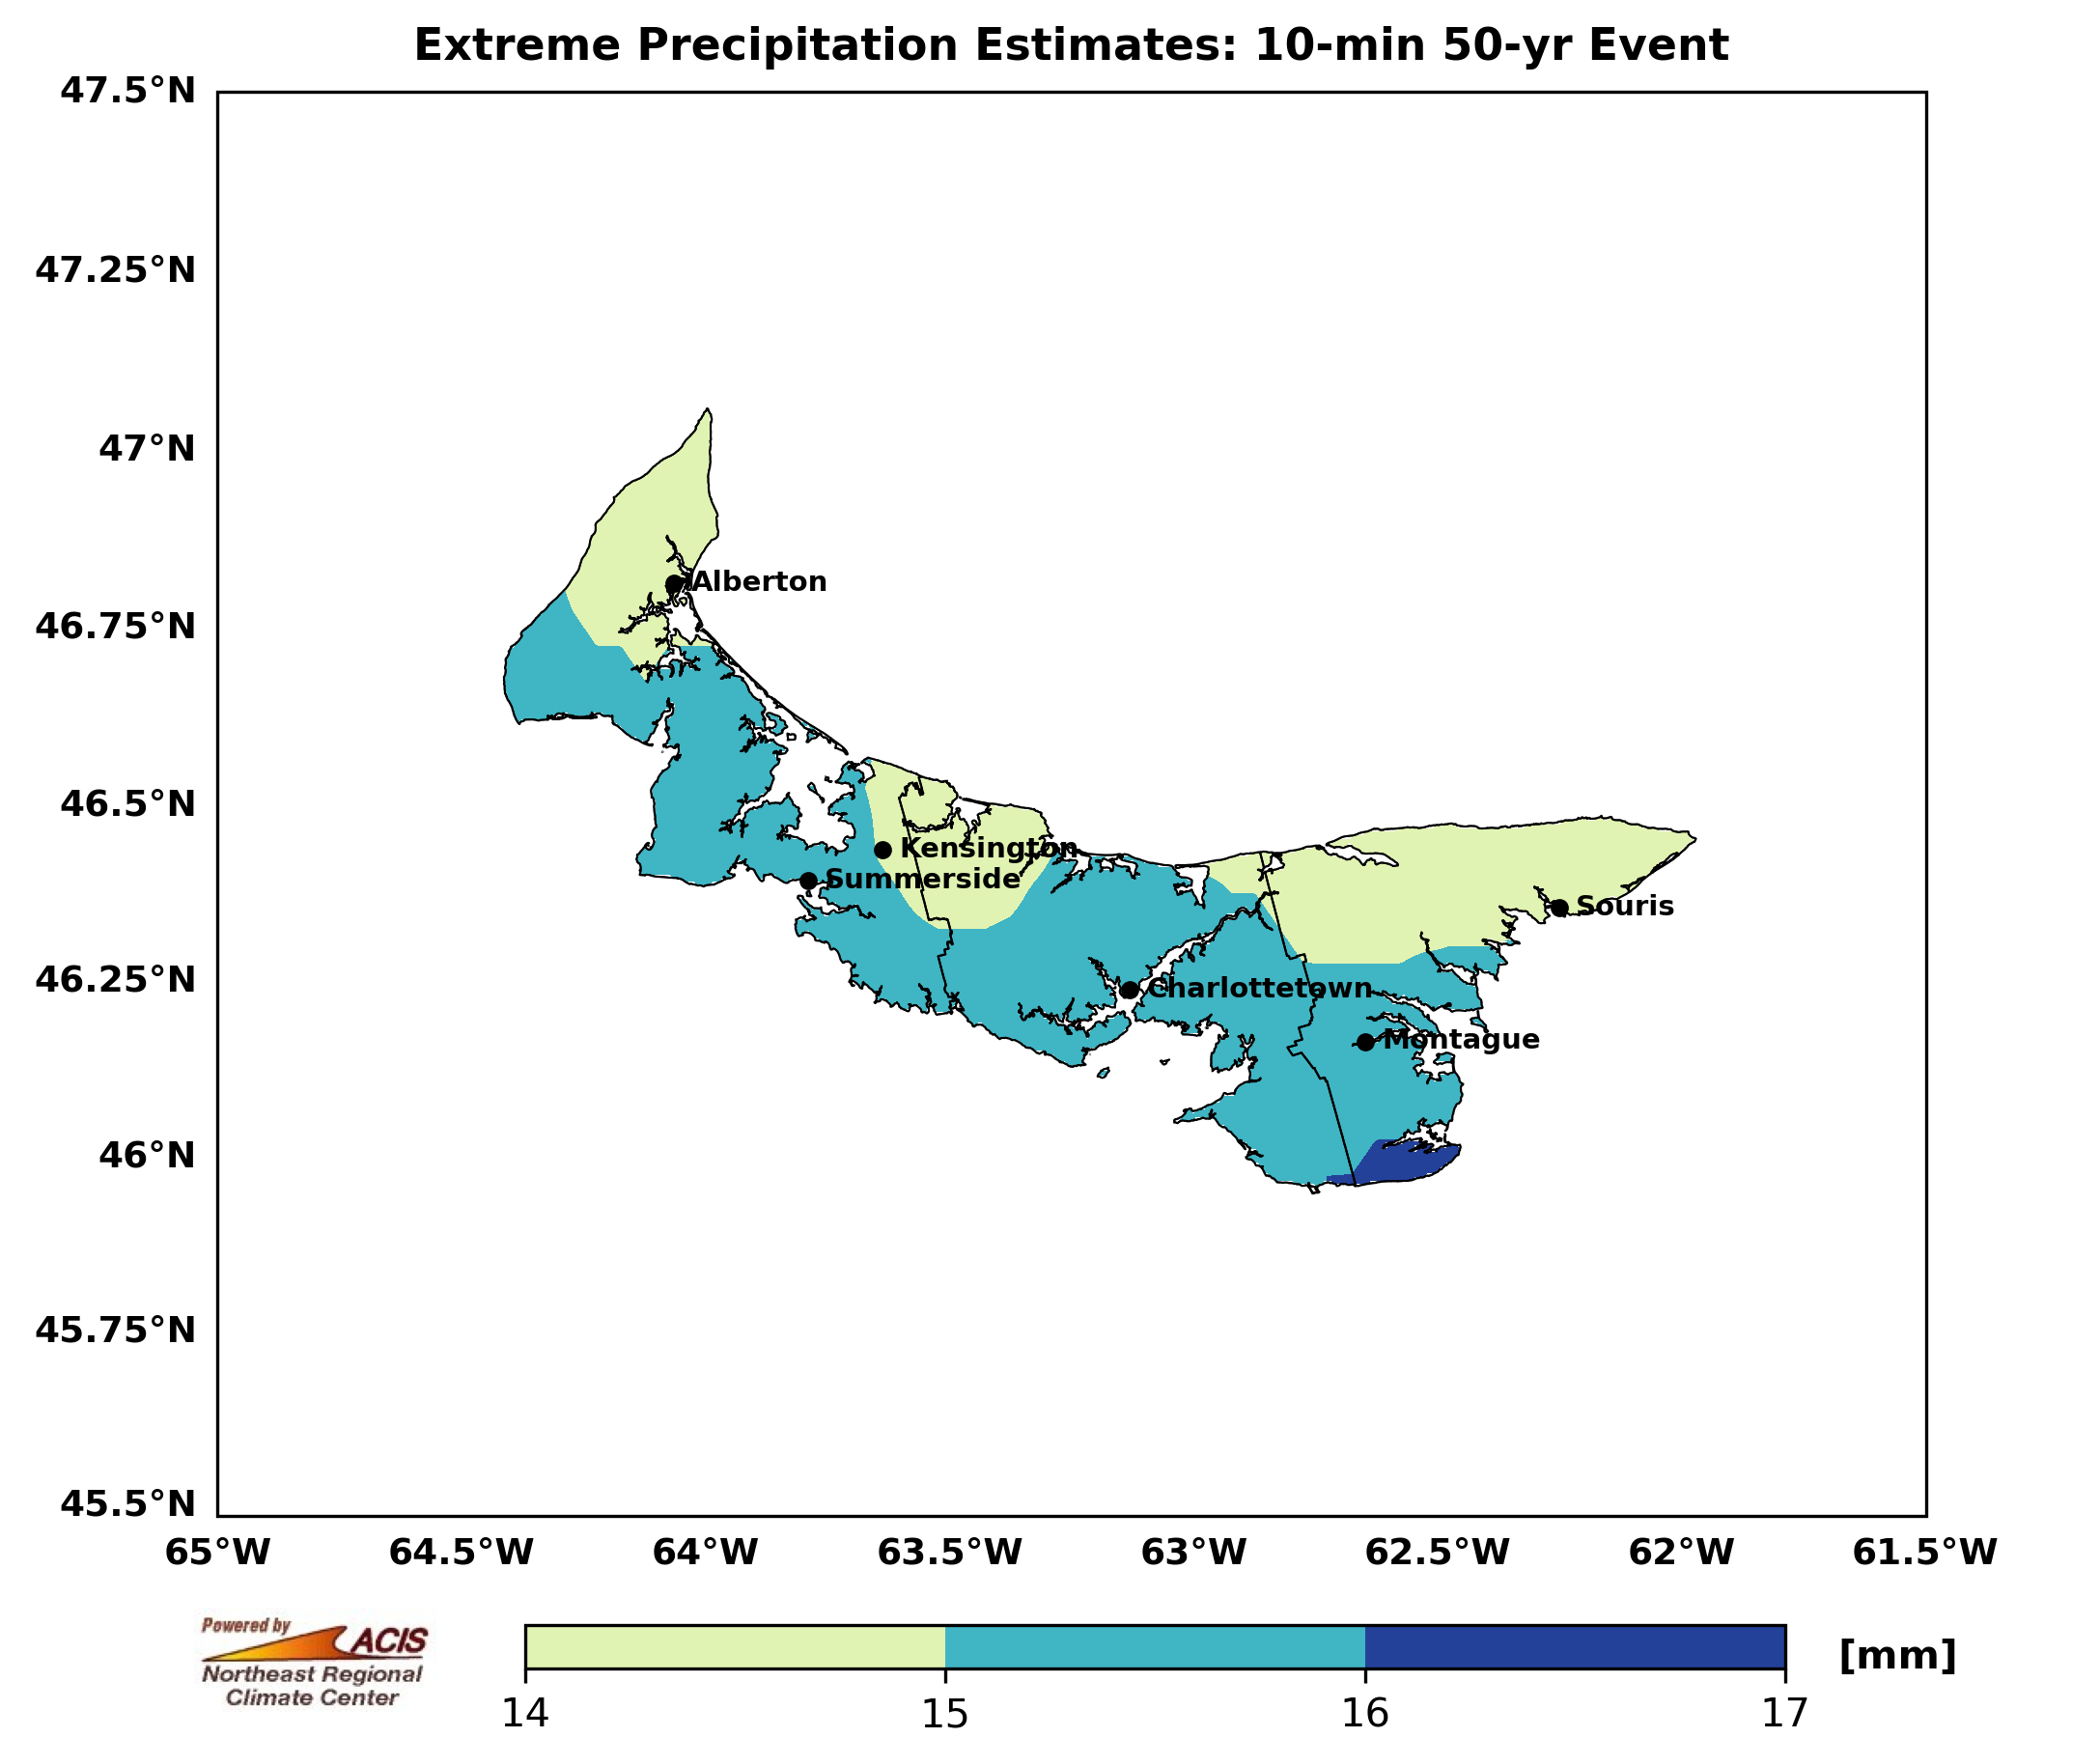 Extreme Precipitation Estimates: 10-min 50-yr Event
47.5°N
47.25°N
47°N
46.75°N
46.5°N
46.25°N
46°N
45.75°N
45.5°N
Alberton
Kensington
Summerside
Souris
Charlottetown
Montague
65°W 64.5°W 64°W 63.5°W 63°W 62.5°W 62°W 61.5°W
Powered by
ACIS
Northeast Regional
Climate Center
[mm]
14 15 16 17